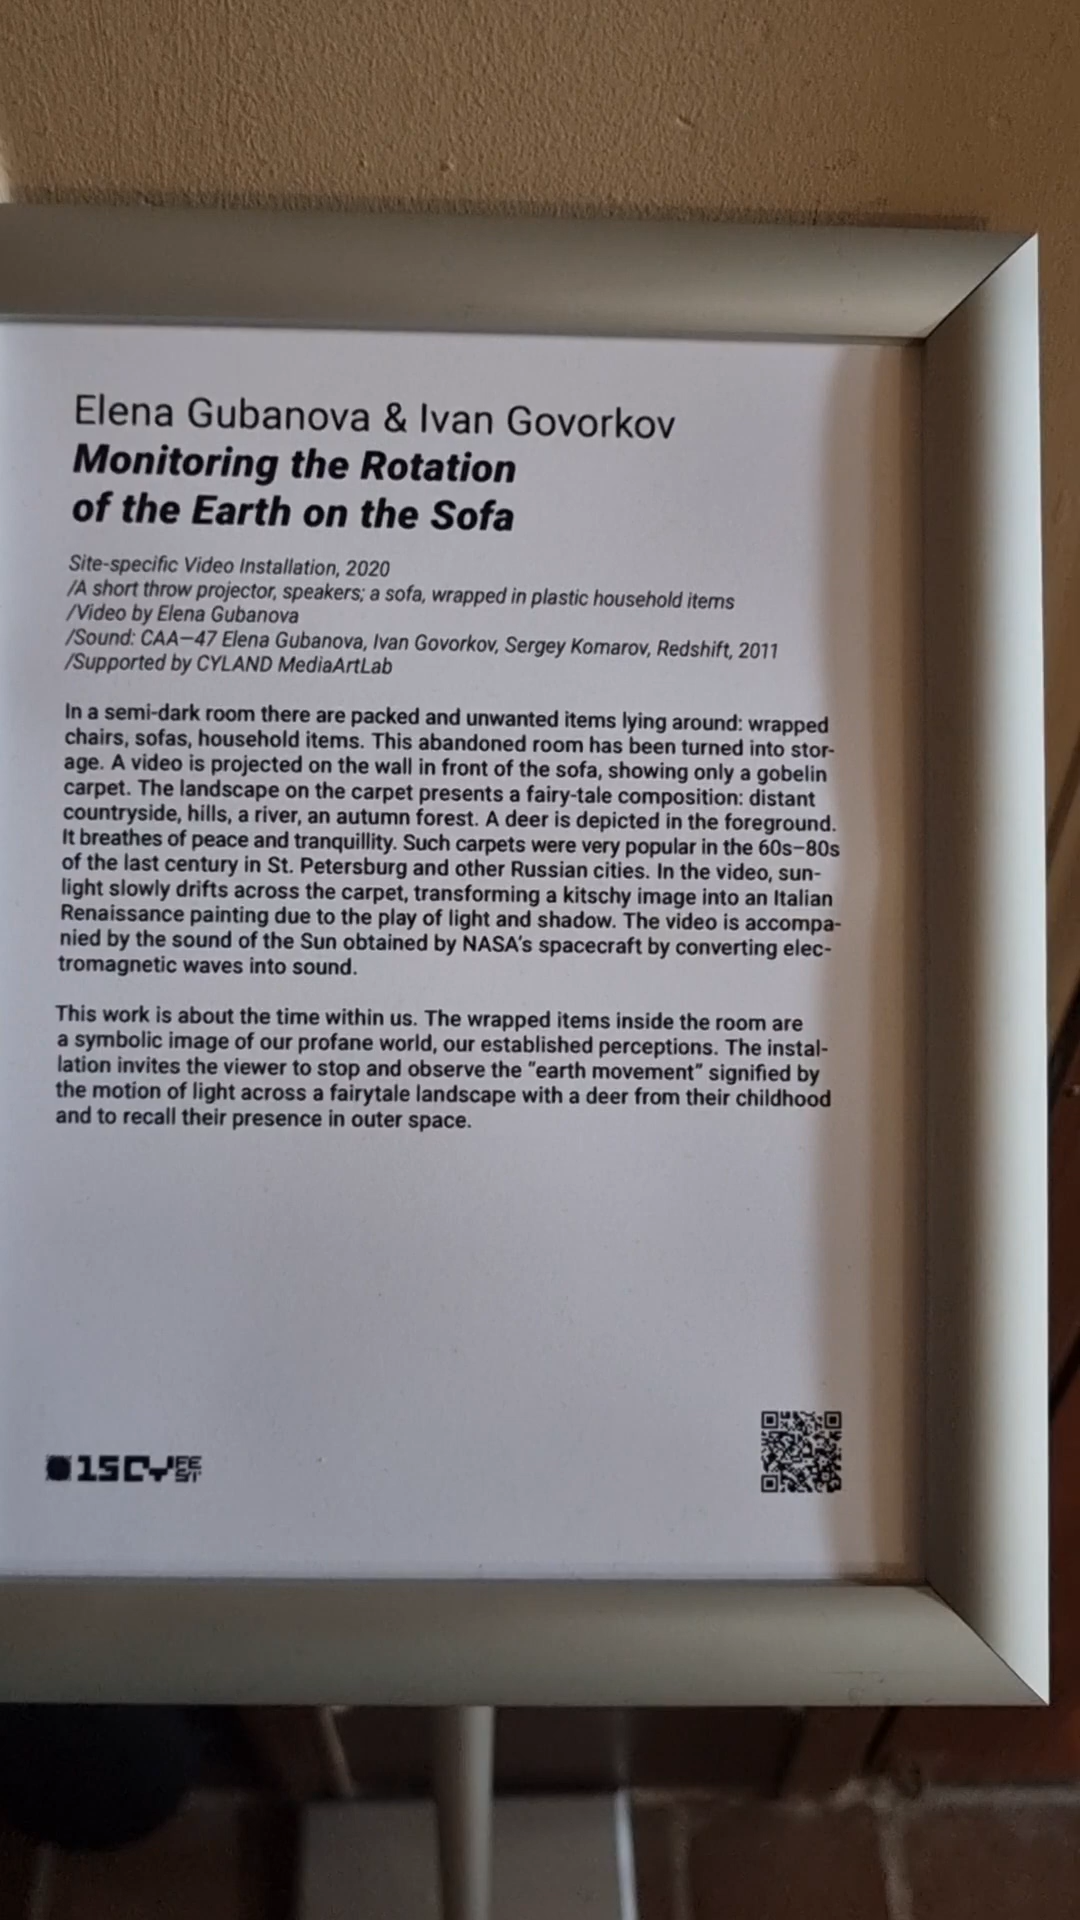 Elena Gubanova & Ivan Govorkov
Monitoring the Rotation
of the Earth on the Sofa
Site-specific Video Installation, 2020
/A short throw projector, speakers; a sofa, wrapped in plastic household items
/Video by Elena Gubanova
/Sound: CAA–47 Elena Gubanova, Ivan Govorkov, Sergey Komarov, Redshift, 2011
/Supported by CYLAND MediaArtLab
In a semi-dark room there are packed and unwanted items lying around: wrapped
chairs, sofas, household items. This abandoned room has been turned into stor-
age. A video is projected on the wall in front of the sofa, showing only a gobelin
carpet. The landscape on the carpet presents a fairy-tale composition: distant
countryside, hills, a river, an autumn forest. A deer is depicted in the foreground.
It breathes of peace and tranquillity. Such carpets were very popular in the 60s–80s
of the last century in St. Petersburg and other Russian cities. In the video, sun-
light slowly drifts across the carpet, transforming a kitschy image into an Italian
Renaissance painting due to the play of light and shadow. The video is accompa-
nied by the sound of the Sun obtained by NASA's spacecraft by converting elec-
tromagnetic waves into sound.
This work is about the time within us. The wrapped items inside the room are
a symbolic image of our profane world, our established perceptions. The instal-
lation invites the viewer to stop and observe the "earth movement" signified by
the motion of light across a fairytale landscape with a deer from their childhood
and to recall their presence in outer space.
15 CYFEST